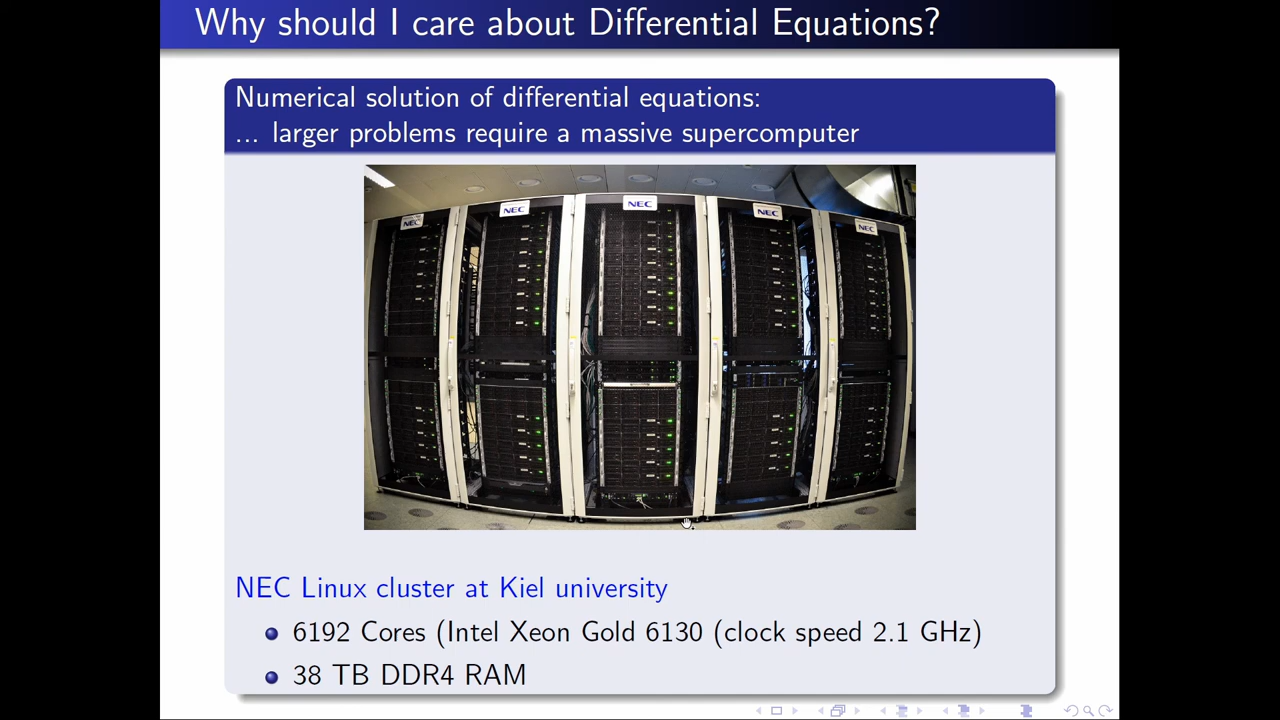 Why should I care about Differential Equations?
Numerical solution of differential equations:
... larger problems require a massive supercomputer
NEC NEC NEC NEC NEC
NEC Linux cluster at Kiel university
6192 Cores (Intel Xeon Gold 6130 (clock speed 2.1 GHz)
38 TB DDR4 RAM